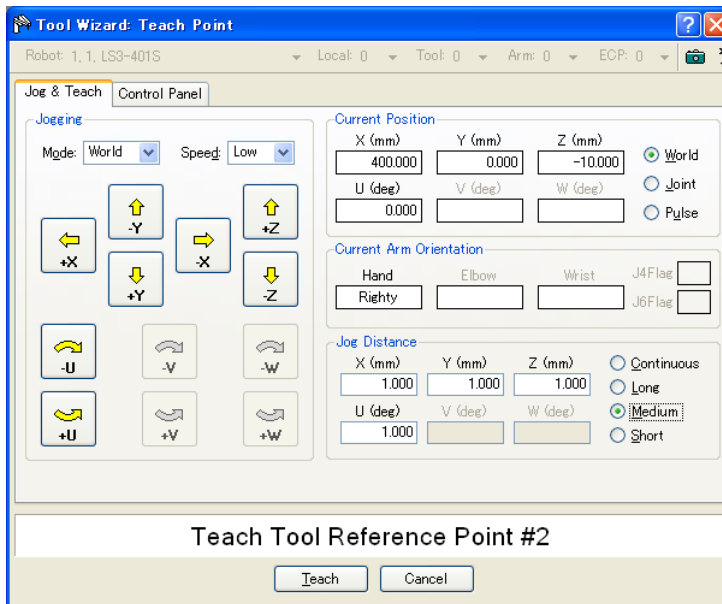 Tool Wizard: Teach Point
Robot: 1, 1, LS3-401S Local: 0 Tool: 0 Arm: 0 ECP: 0
Jog & Teach Control Panel
Jogging
Mode: World Speed: Low
-Y +Z
+X -X
+Y -Z
-U -V -W
+U +V +W
Current Position
X (mm) Y (mm) Z (mm)
400.000 0.000 -10.000
U (deg) V (deg) W (deg)
0.000
World
Joint
Pulse
Current Arm Orientation
Hand Elbow Wrist J4Flag
Righty J6Flag
Jog Distance
X (mm) Y (mm) Z (mm)
1.000 1.000 1.000
U (deg) V (deg) W (deg)
1.000
Continuous
Long
Medium
Short
Teach Tool Reference Point #2
Teach Cancel